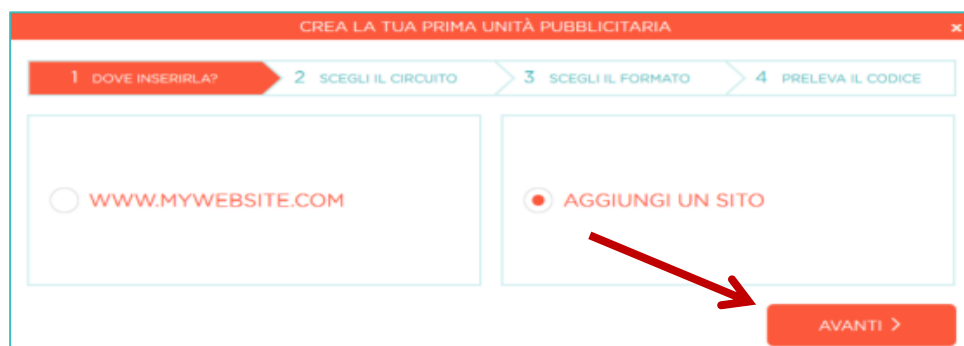 CREA LA TUA PRIMA UNITÀ PUBBLICITARIA x
1 DOVE INSERIRLA? 2 SCEGLI IL CIRCUITO 3 SCEGLI IL FORMATO 4 PRELEVA IL CODICE
WWW.MYWEBSITE.COM AGGIUNGI UN SITO
AVANTI >